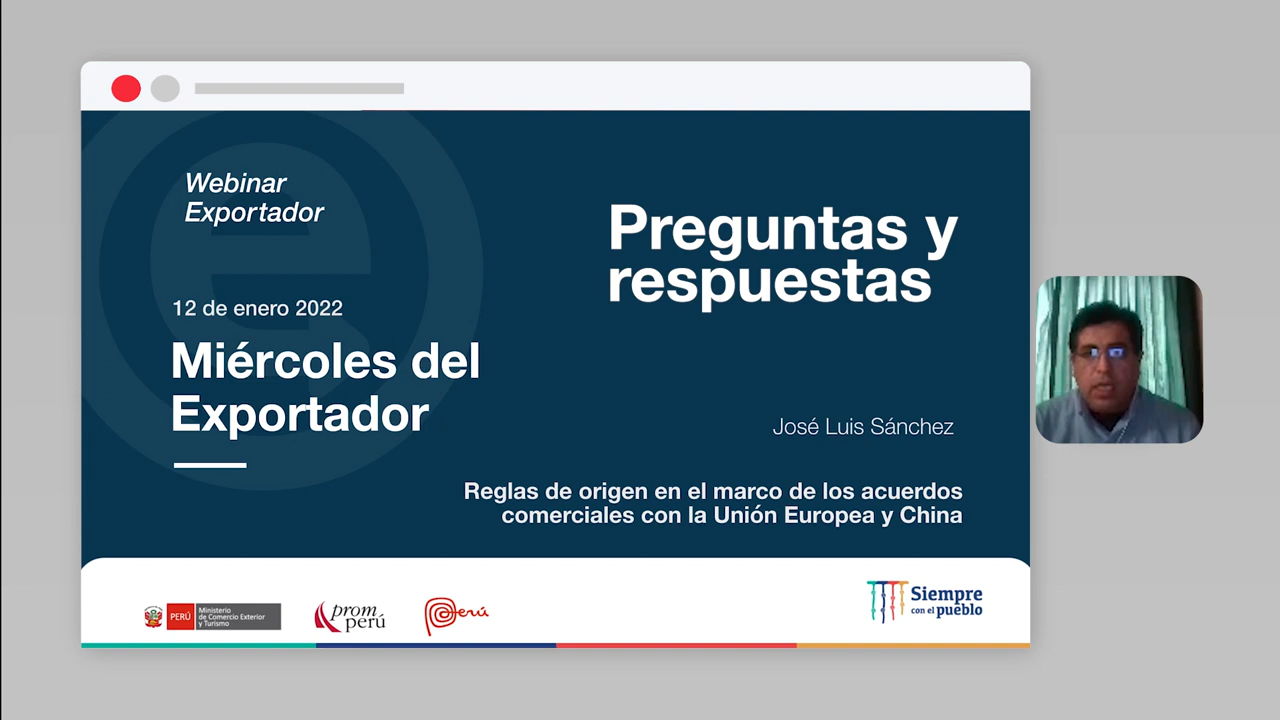 Webinar
Exportador
12 de enero 2022
Miércoles del
Exportador
Preguntas y
respuestas
José Luis Sánchez
Reglas de origen en el marco de los acuerdos
comerciales con la Unión Europea y China
PERÚ
Ministerio
de Comercio Exterior
y Turismo
prom
perú
Perú
Siempre
con el pueblo